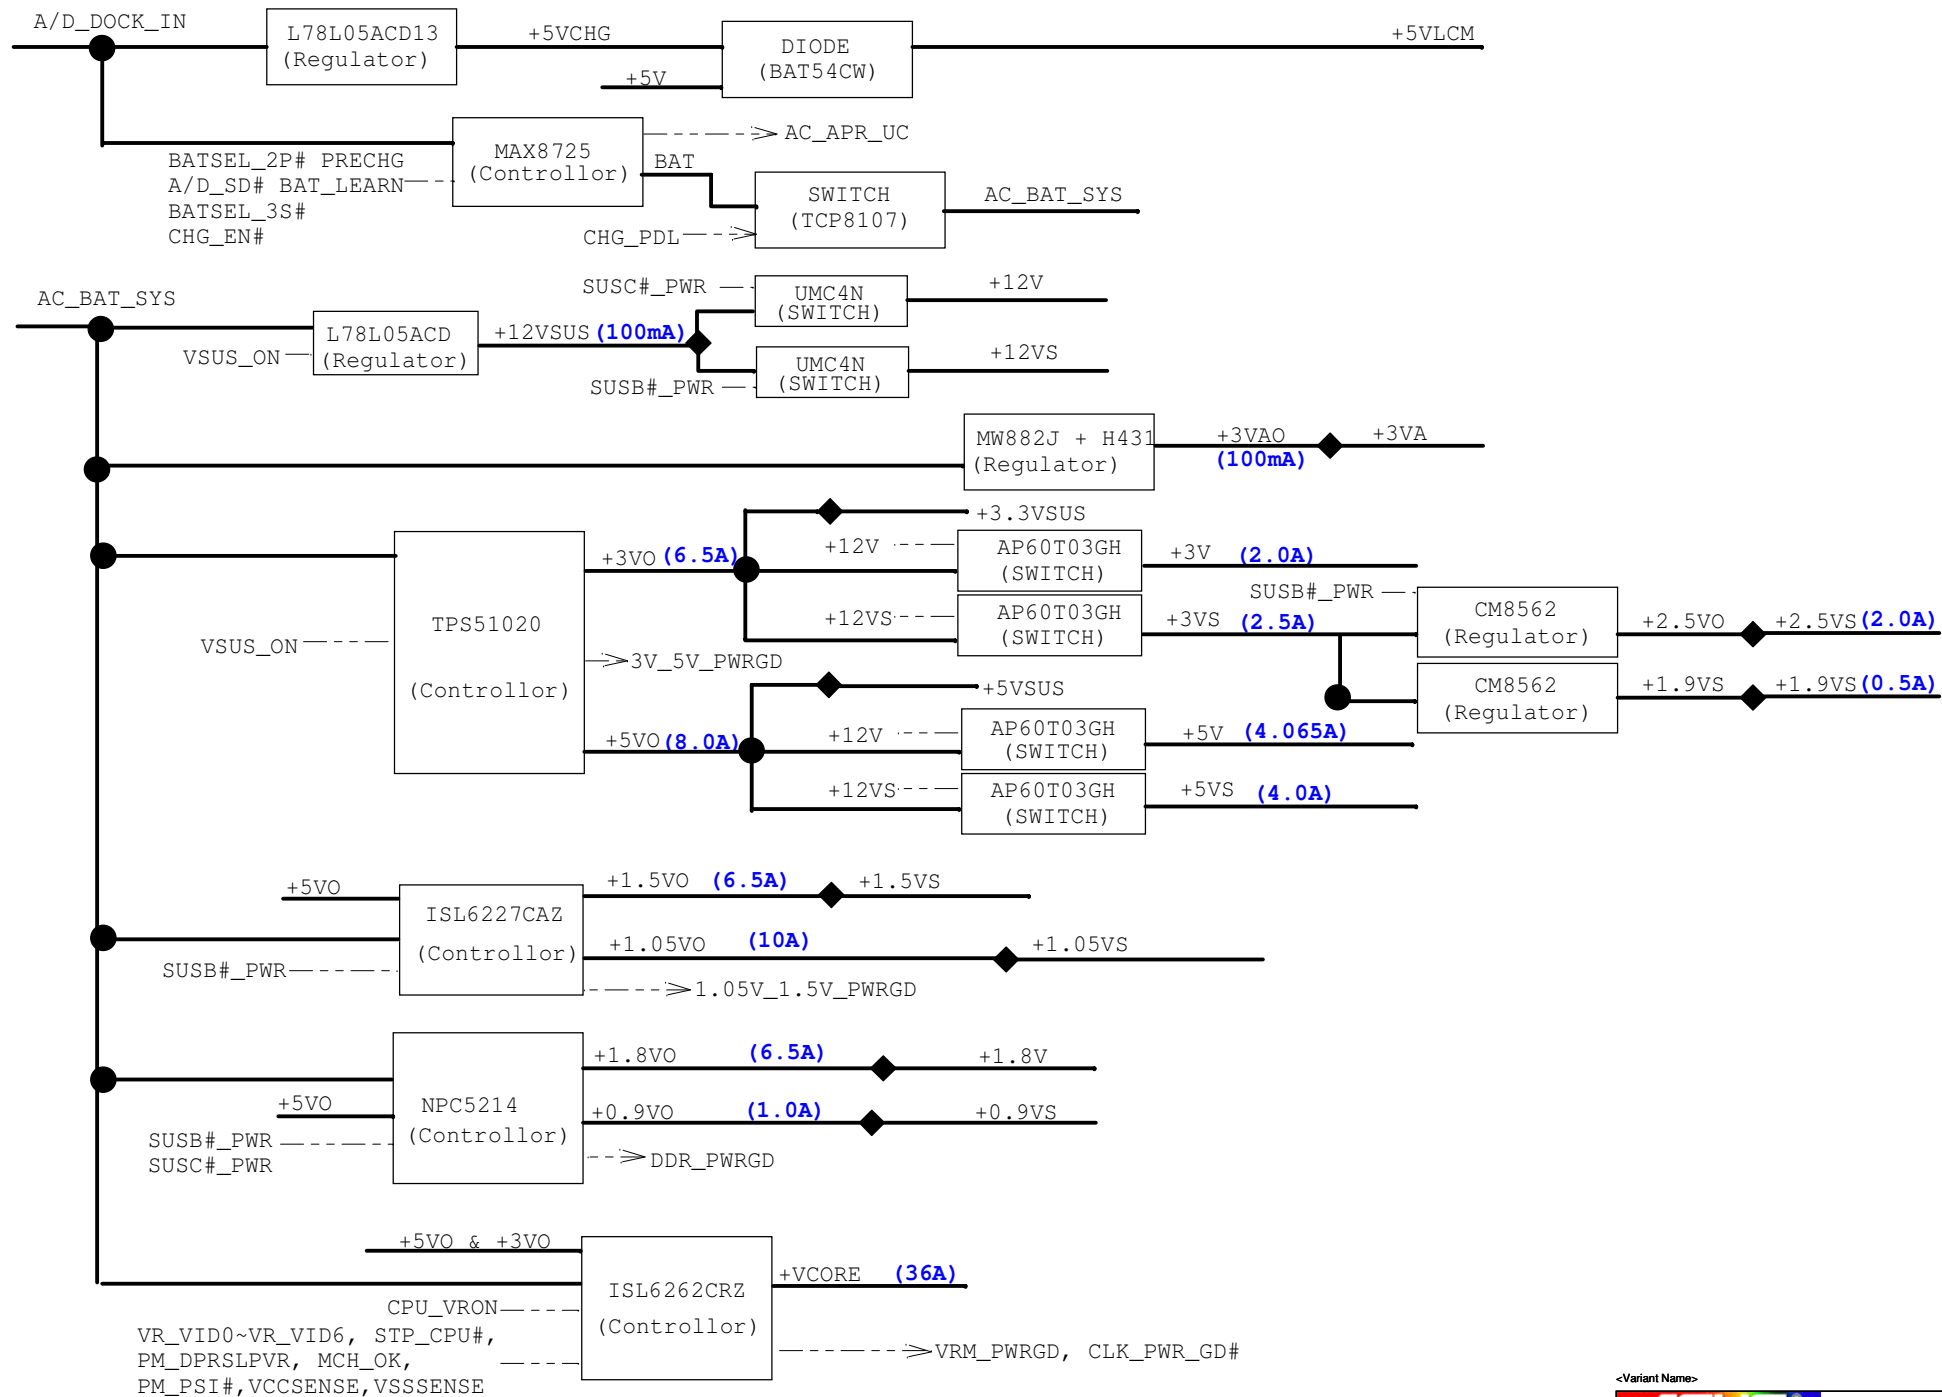 A/D_DOCK_IN
L78L05ACD13
(Regulator)
+5VCHG
+5V
DIODE
(BAT54CW)
+5VLCM
BATSEL_2P# PRECHG
A/D_SD# BAT_LEARN
BATSEL_3S#
CHG_EN#
MAX8725
(Controllor)
AC_APR_UC
BAT
CHG_PDL
SWITCH
(TCP8107)
AC_BAT_SYS
AC_BAT_SYS
VSUS_ON
L78L05ACD
(Regulator)
+12VSUS (100mA)
SUSC#_PWR
UMC4N
(SWITCH)
+12V
SUSB#_PWR
UMC4N
(SWITCH)
+12VS
MW882J + H431
(Regulator)
+3VAO
(100mA)
+3VA
VSUS_ON
TPS51020
(Controllor)
+3VO (6.5A)
3V_5V_PWRGD
+5VO (8.0A)
+3.3VSUS
+12V
AP60T03GH
(SWITCH)
+3V (2.0A)
+12VS
AP60T03GH
(SWITCH)
+3VS (2.5A)
SUSB#_PWR
CM8562
(Regulator)
+2.5VO
+2.5VS (2.0A)
CM8562
(Regulator)
+1.9VS
+1.9VS (0.5A)
+5VSUS
+12V
AP60T03GH
(SWITCH)
+5V (4.065A)
+12VS
AP60T03GH
(SWITCH)
+5VS (4.0A)
+5VO
SUSB#_PWR
ISL6227CAZ
(Controllor)
+1.5VO (6.5A)
+1.5VS
+1.05VO (10A)
+1.05VS
1.05V_1.5V_PWRGD
+5VO
SUSB#_PWR
SUSC#_PWR
NPC5214
(Controllor)
+1.8VO (6.5A)
+1.8V
+0.9VO (1.0A)
+0.9VS
DDR_PWRGD
+5VO & +3VO
CPU_VRON
VR_VID0~VR_VID6, STP_CPU#,
PM_DPRSLPVR, MCH_OK,
PM_PSI#,VCCSENSE,VSSSENSE
ISL6262CRZ
(Controllor)
+VCORE (36A)
VRM_PWRGD, CLK_PWR_GD#
<Variant Name>